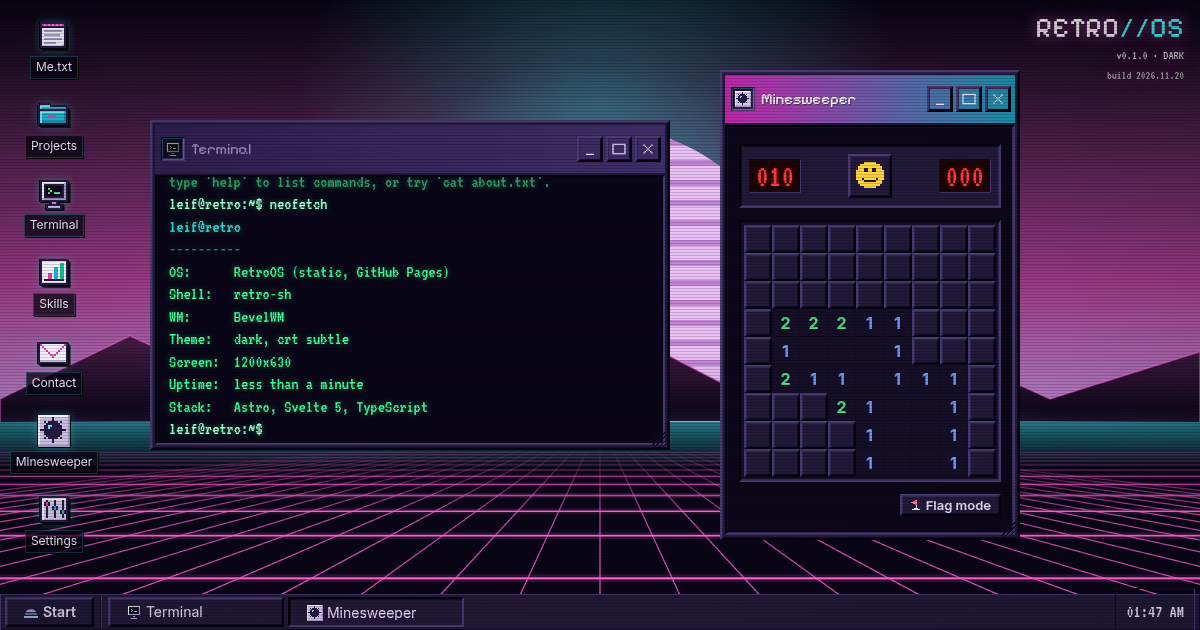 Me.txt
Projects
Terminal
Skills
Contact
Minesweeper
Settings
RETRO//OS
v0.1.0 · DARK
build 2026.11.20
Terminal
type 'help' to list commands, or try 'cat about.txt'.
leif@retro:~$ neofetch
leif@retro
----------
OS: RetroOS (static, GitHub Pages)
Shell: retro-sh
WM: BevelWM
Theme: dark, crt subtle
Screen: 1200x630
Uptime: less than a minute
Stack: Astro, Svelte 5, TypeScript
leif@retro:~$
Minesweeper
010 000
2 2 2 1 1
1 1
2 1 1 1 1 1
2 1 1
1 1
1 1
Flag mode
Start Terminal Minesweeper 01:47 AM